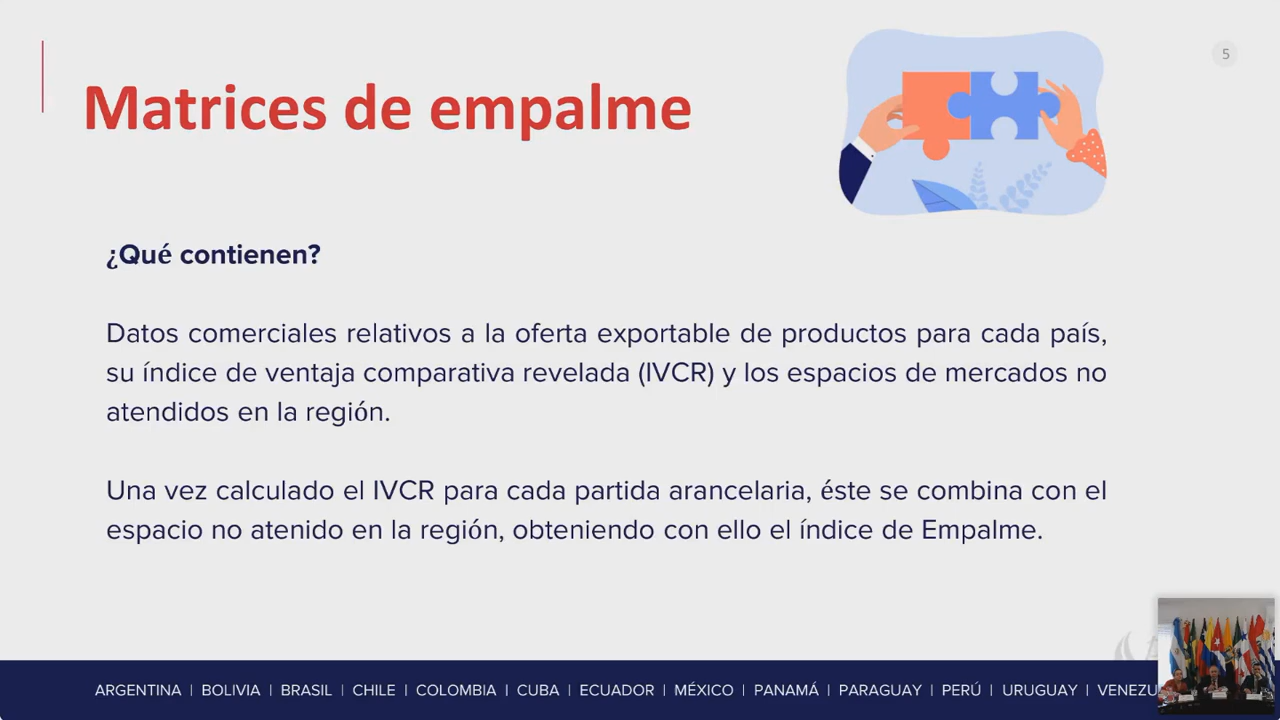 5
Matrices de empalme
¿Qué contienen?
Datos comerciales relativos a la oferta exportable de productos para cada país,
su índice de ventaja comparativa revelada (IVCR) y los espacios de mercados no
atendidos en la región.
Una vez calculado el IVCR para cada partida arancelaria, éste se combina con el
espacio no atenido en la región, obteniendo con ello el índice de Empalme.
ARGENTINA | BOLIVIA | BRASIL | CHILE | COLOMBIA | CUBA | ECUADOR | MÉXICO | PANAMÁ | PARAGUAY | PERÚ | URUGUAY | VENEZU